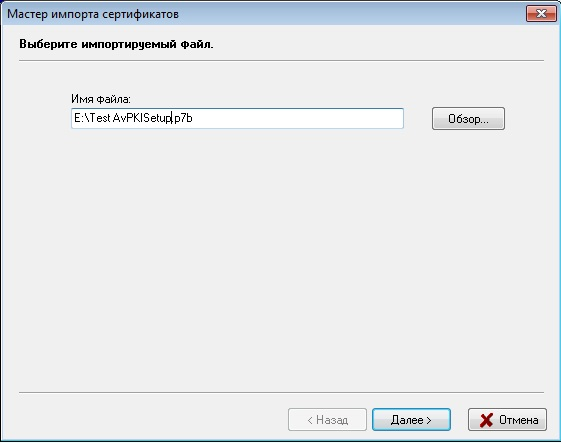 Мастер импорта сертификатов
Выберите импортируемый файл.
Имя файла:
E:\Test AvPKISetup.p7b
Обзор...
< Назад
Далее >
Отмена